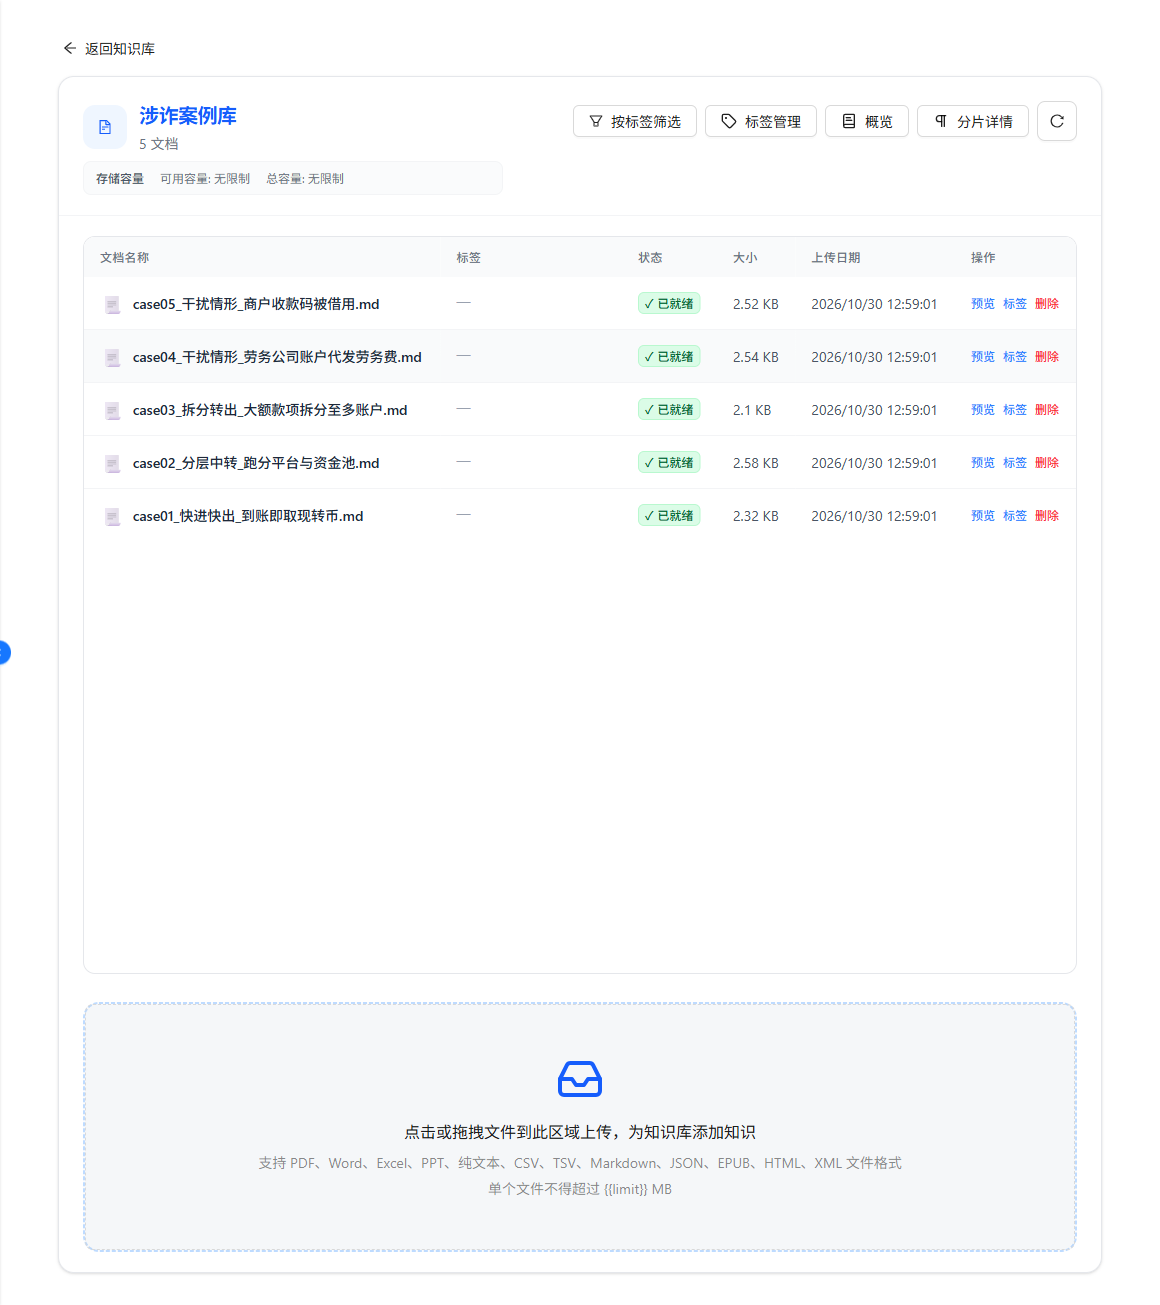 返回知识库
涉诈案例库
5 文档
按标签筛选 标签管理 概览 分片详情
存储容量 可用容量: 无限制 总容量: 无限制
文档名称 标签 状态 大小 上传日期 操作
case05_干扰情形_商户收款码被借用.md — ✓ 已就绪 2.52 KB 2026/10/30 12:59:01 预览 标签 删除
case04_干扰情形_劳务公司账户代发劳务费.md — ✓ 已就绪 2.54 KB 2026/10/30 12:59:01 预览 标签 删除
case03_拆分转出_大额款项拆分至多账户.md — ✓ 已就绪 2.1 KB 2026/10/30 12:59:01 预览 标签 删除
case02_分层中转_跑分平台与资金池.md — ✓ 已就绪 2.58 KB 2026/10/30 12:59:01 预览 标签 删除
case01_快进快出_到账即取现转币.md — ✓ 已就绪 2.32 KB 2026/10/30 12:59:01 预览 标签 删除
点击或拖拽文件到此区域上传，为知识库添加知识
支持 PDF、Word、Excel、PPT、纯文本、CSV、TSV、Markdown、JSON、EPUB、HTML、XML 文件格式
单个文件不得超过 {{limit}} MB